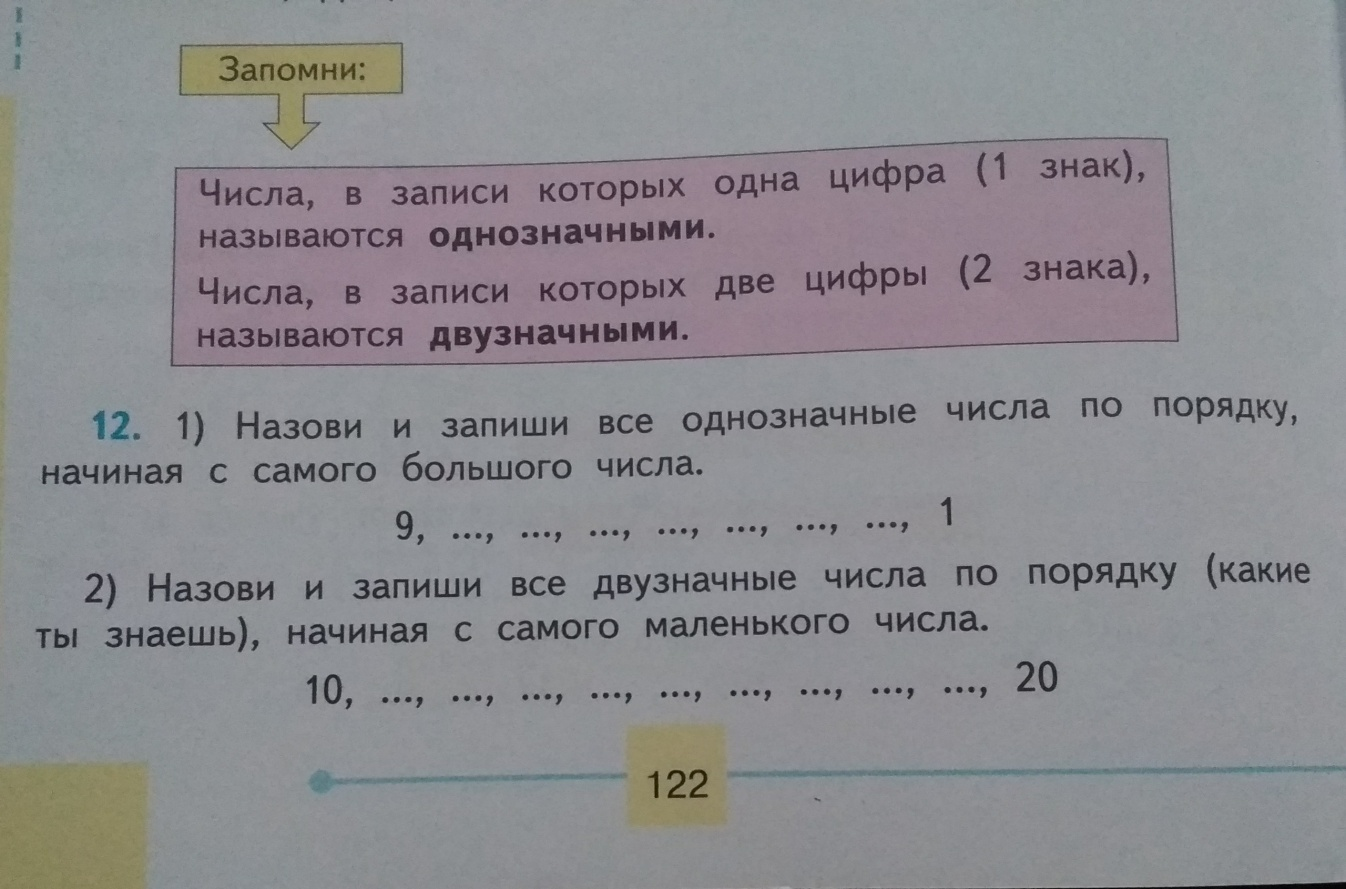 Запомни:
Числа, в записи которых одна цифра (1 знак),
называются однозначными.
Числа, в записи которых две цифры (2 знака),
называются двузначными.
12. 1) Назови и запиши все однозначные числа по порядку,
начиная с самого большого числа.
9, ..., ..., ..., ..., ..., ..., ..., 1
2) Назови и запиши все двузначные числа по порядку (какие
ты знаешь), начиная с самого маленького числа.
10, ..., ..., ..., ..., ..., ..., ..., ..., ..., 20
122